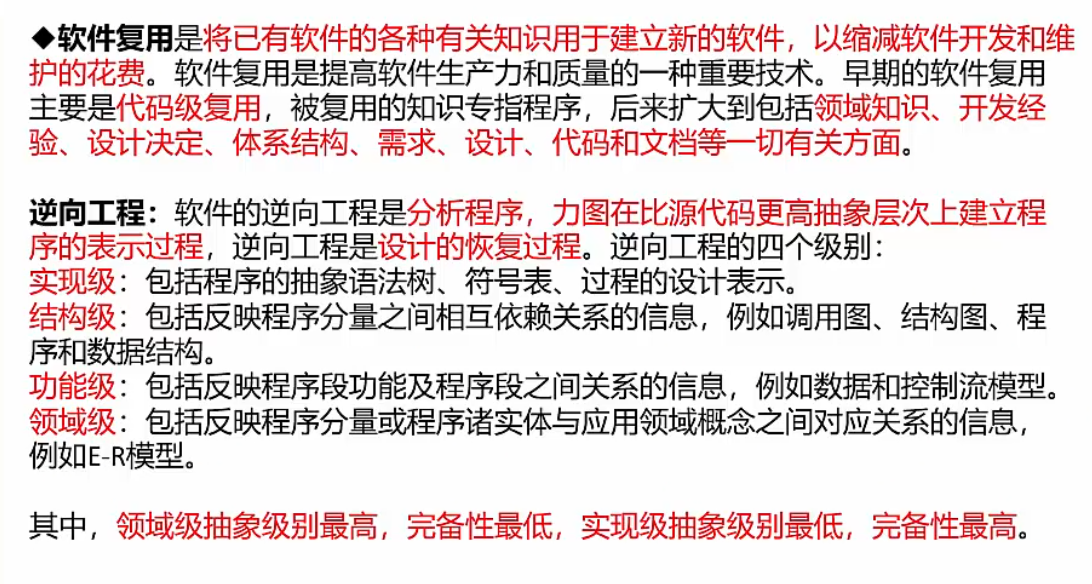 ◆软件复用是将已有软件的各种有关知识用于建立新的软件，以缩减软件开发和维
护的花费。软件复用是提高软件生产力和质量的一种重要技术。早期的软件复用
主要是代码级复用，被复用的知识专指程序，后来扩大到包括领域知识、开发经
验、设计决定、体系结构、需求、设计、代码和文档等一切有关方面。
逆向工程：软件的逆向工程是分析程序，力图在比源代码更高抽象层次上建立程
序的表示过程，逆向工程是设计的恢复过程。逆向工程的四个级别：
实现级：包括程序的抽象语法树、符号表、过程的设计表示。
结构级：包括反映程序分量之间相互依赖关系的信息，例如调用图、结构图、程
序和数据结构。
功能级：包括反映程序段功能及程序段之间关系的信息，例如数据和控制流模型。
领域级：包括反映程序分量或程序诸实体与应用领域概念之间对应关系的信息，
例如E-R模型。
其中，领域级抽象级别最高，完备性最低，实现级抽象级别最低，完备性最高。